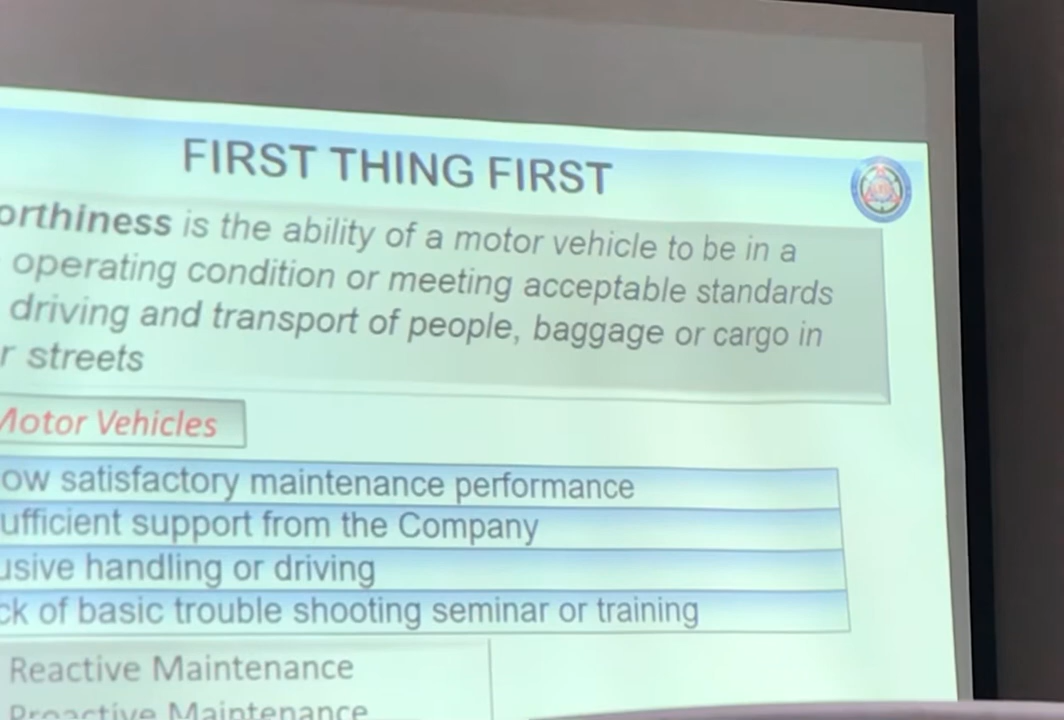 FIRST THING FIRST
orthiness is the ability of a motor vehicle to be in a
operating condition or meeting acceptable standards
driving and transport of people, baggage or cargo in
r streets
Motor Vehicles
ow satisfactory maintenance performance
ufficient support from the Company
usive handling or driving
ck of basic trouble shooting seminar or training
Reactive Maintenance
Proactive Maintenance